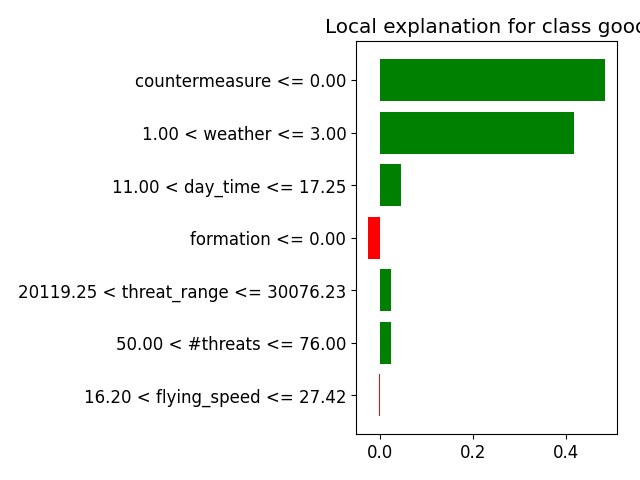 Local explanation for class good
countermeasure <= 0.00
1.00 < weather <= 3.00
11.00 < day_time <= 17.25
formation <= 0.00
20119.25 < threat_range <= 30076.23
50.00 < #threats <= 76.00
16.20 < flying_speed <= 27.42
0.0 0.2 0.4